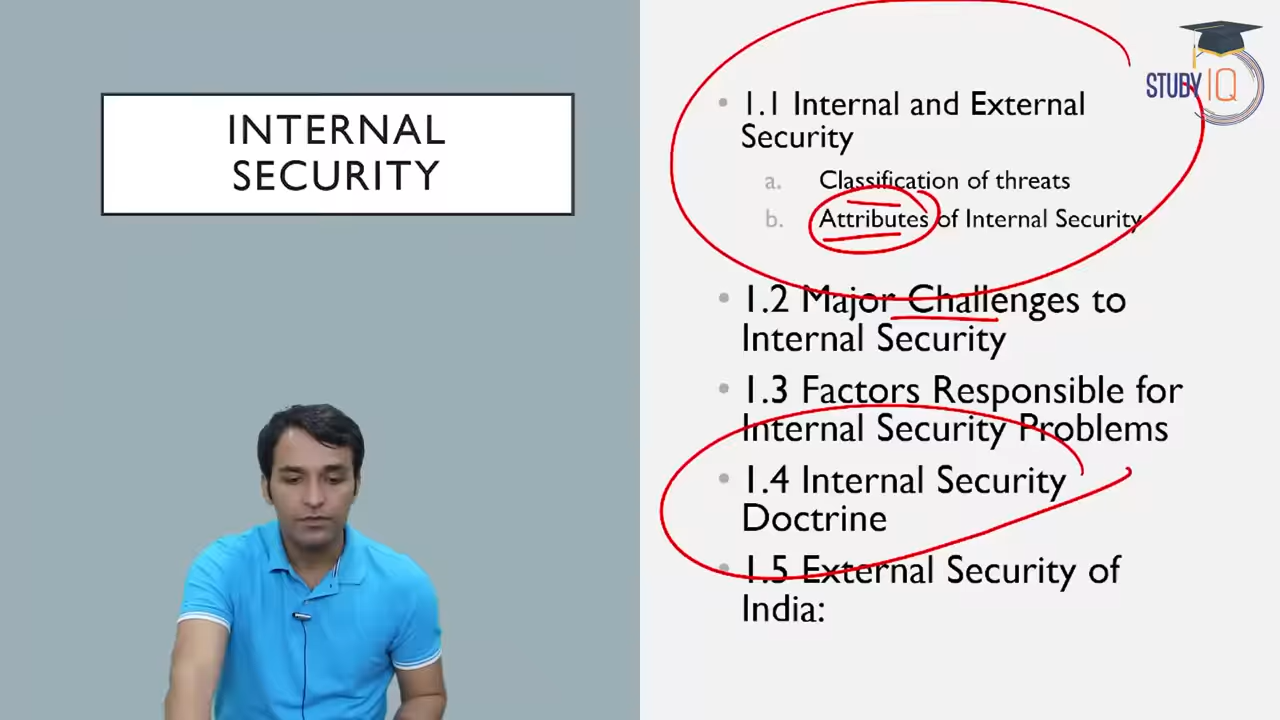 INTERNAL
SECURITY
• 1.1 Internal and External
Security
a. Classification of threats
b. Attributes of Internal Security
• 1.2 Major Challenges to
Internal Security
• 1.3 Factors Responsible for
Internal Security Problems
• 1.4 Internal Security
Doctrine
• 1.5 External Security of
India:
STUDY IQ